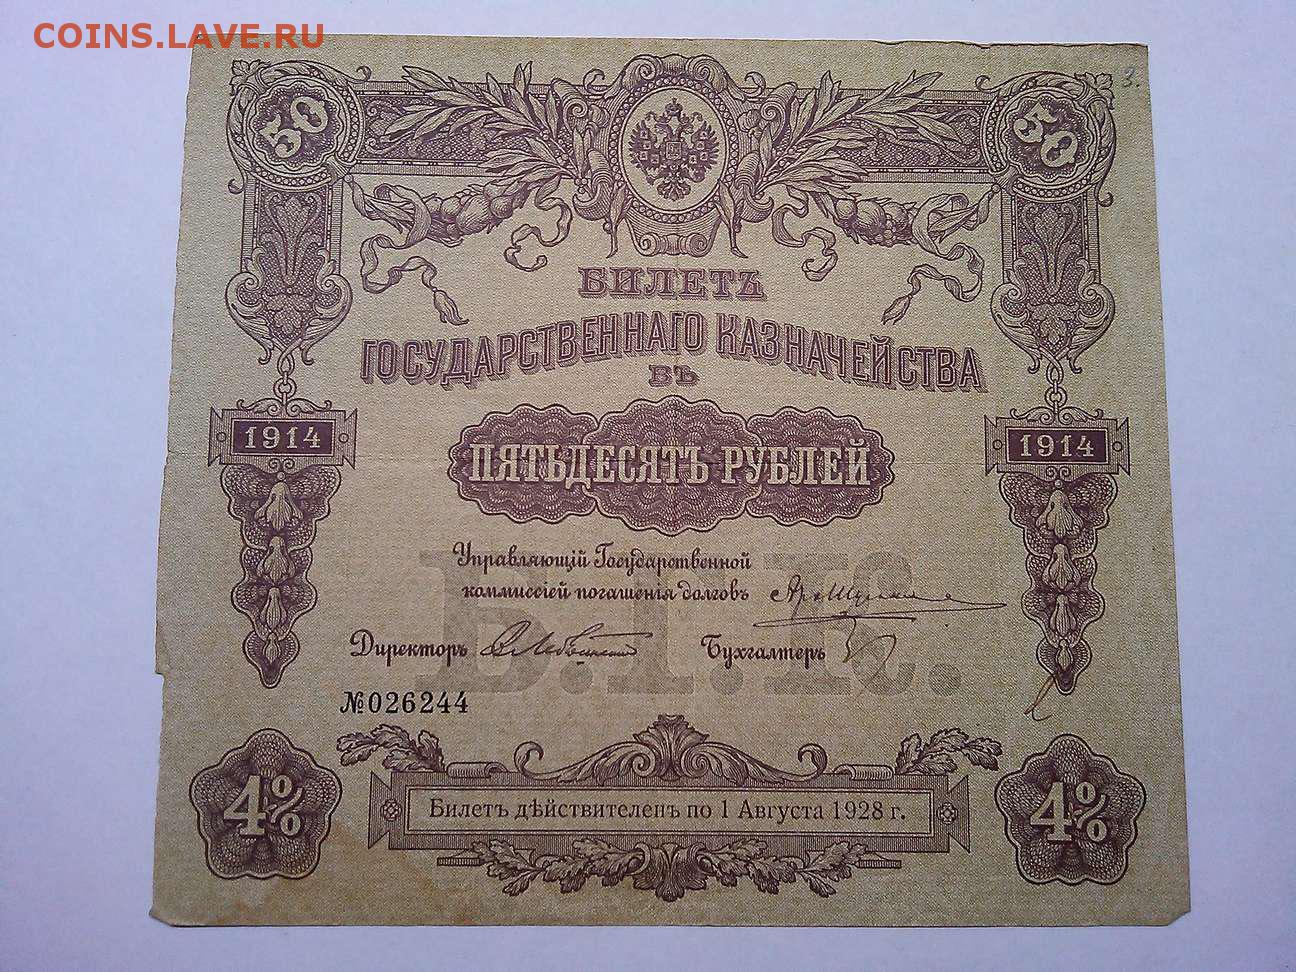 COINS.LAVE.RU
3.
50 50
БИЛЕТЪ
ГОСУДАРСТВЕННАГО КАЗНАЧЕЙСТВА
ВЪ
1914 1914
ПЯТЬДЕСЯТЪ РУБЛЕЙ
Управляющій Государственной
коммиссіей погашенія долговъ
Директоръ Бухгалтеръ
№026244
4% 4%
Билетъ дѣйствителенъ по 1 Августа 1928 г.